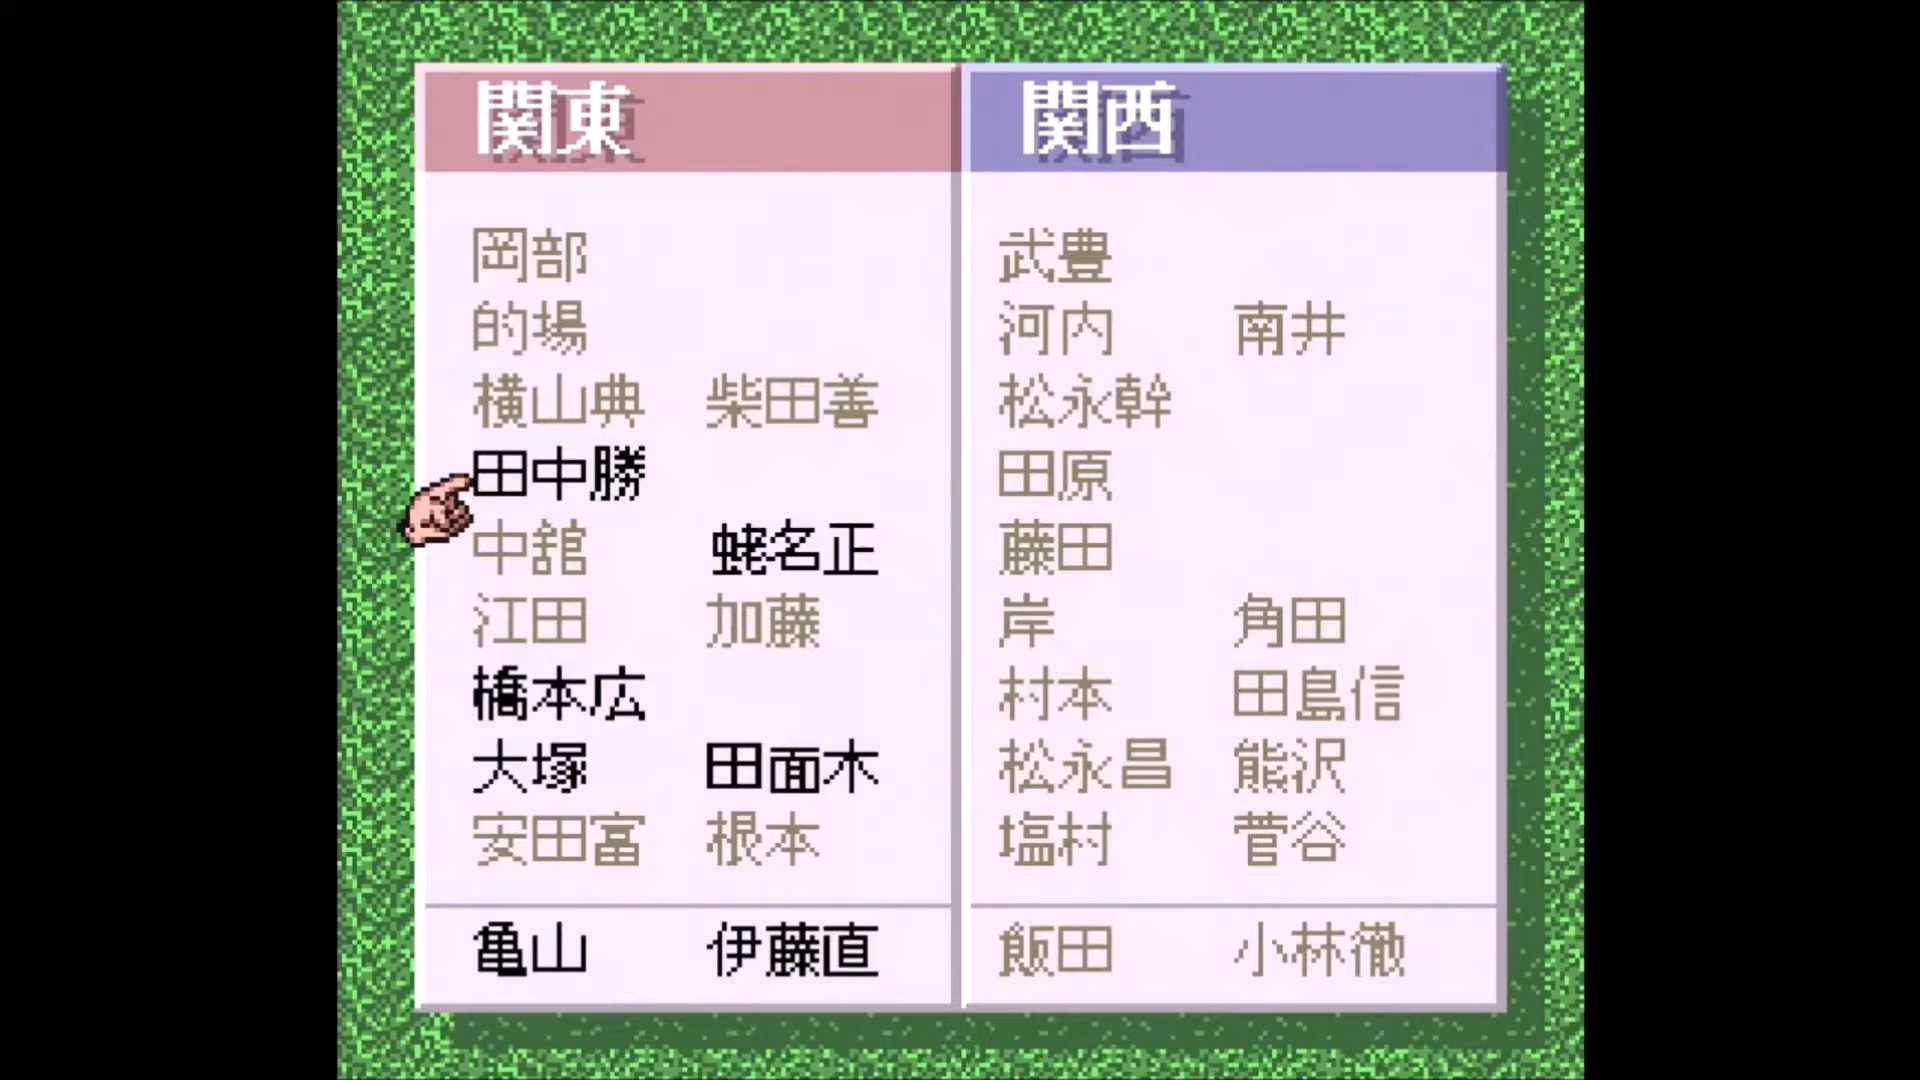 関東
岡部
的場
横山典 柴田善
田中勝
中舘 蛯名正
江田 加藤
橋本広
大塚 田面木
安田富 根本
亀山 伊藤直
関西
武豊
河内 南井
松永幹
田原
藤田
岸 角田
村本 田島信
松永昌 熊沢
塩村 菅谷
飯田 小林徹